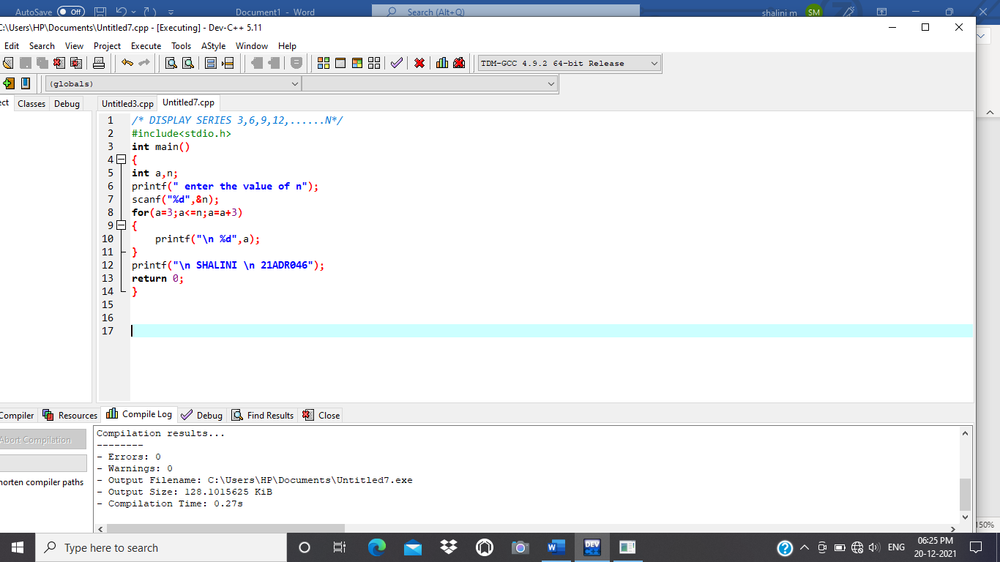 AutoSave Off Document1 - Word Search (Alt+Q) shalini m SM
C:\Users\HP\Documents\Untitled7.cpp - [Executing] - Dev-C++ 5.11
Edit Search View Project Execute Tools AStyle Window Help
TDM-GCC 4.9.2 64-bit Release
(globals)
ect Classes Debug Untitled3.cpp Untitled7.cpp
1 /* DISPLAY SERIES 3,6,9,12,......N*/
2 #include<stdio.h>
3 int main()
4 {
5 int a,n;
6 printf(" enter the value of n");
7 scanf("%d",&n);
8 for(a=3;a<=n;a=a+3)
9 {
10 printf("\n %d",a);
11 }
12 printf("\n SHALINI \n 21ADR046");
13 return 0;
14 }
15
16
17
Compiler Resources Compile Log Debug Find Results Close
Abort Compilation
horten compiler paths
Compilation results...
--------
- Errors: 0
- Warnings: 0
- Output Filename: C:\Users\HP\Documents\Untitled7.exe
- Output Size: 128.1015625 KiB
- Compilation Time: 0.27s
150%
Type here to search
W DEV C++ ? ENG 06:25 PM
20-12-2021